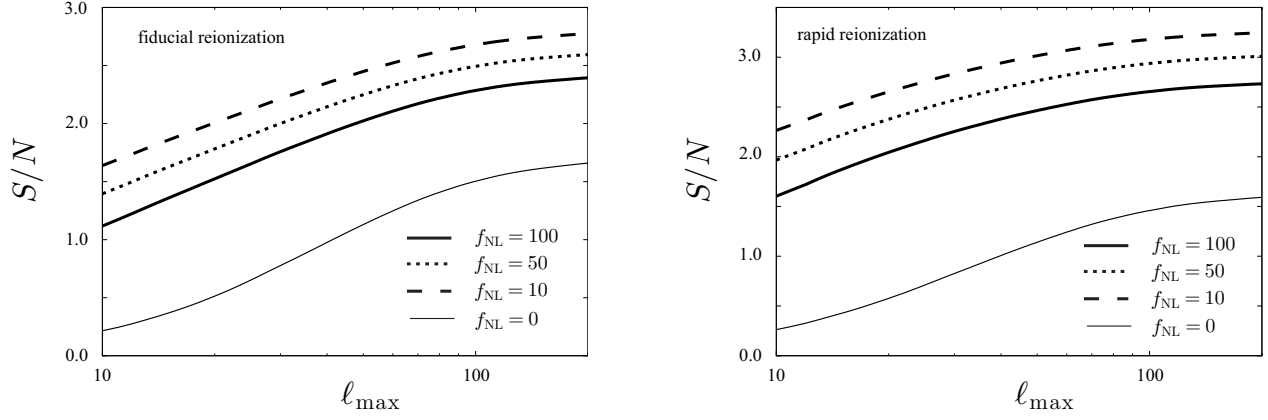 3.0
fiducial reionization
2.0
S/N
1.0
f_NL = 100
f_NL = 50
f_NL = 10
f_NL = 0
0.0
10
100
ℓ_max
rapid reionization
3.0
2.0
S/N
1.0
f_NL = 100
f_NL = 50
f_NL = 10
f_NL = 0
0.0
10
100
ℓ_max